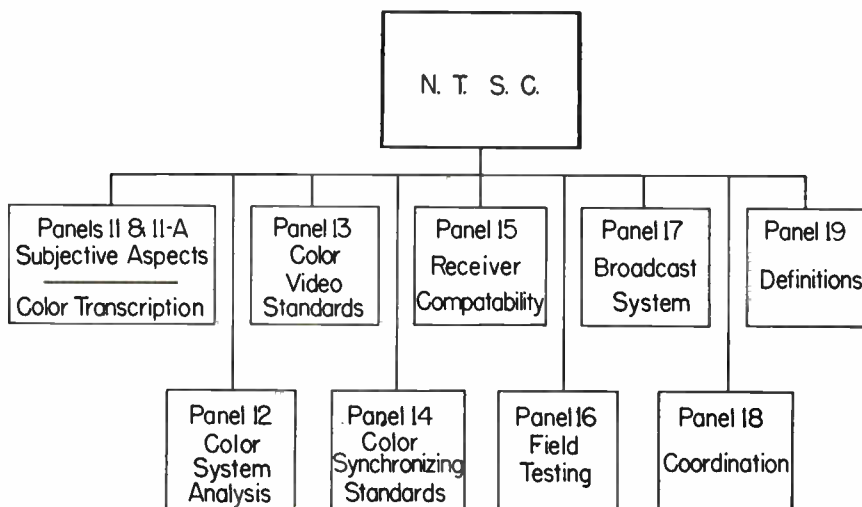 N. T. S. C.
Panels 11 & 11-A
Subjective Aspects
Color Transcription
Panel 13
Color
Video
Standards
Panel 15
Receiver
Compatability
Panel 17
Broadcast
System
Panel 19
Definitions
Panel 12
Color
System
Analysis
Panel 14
Color
Synchronizing
Standards
Panel 16
Field
Testing
Panel 18
Coordination